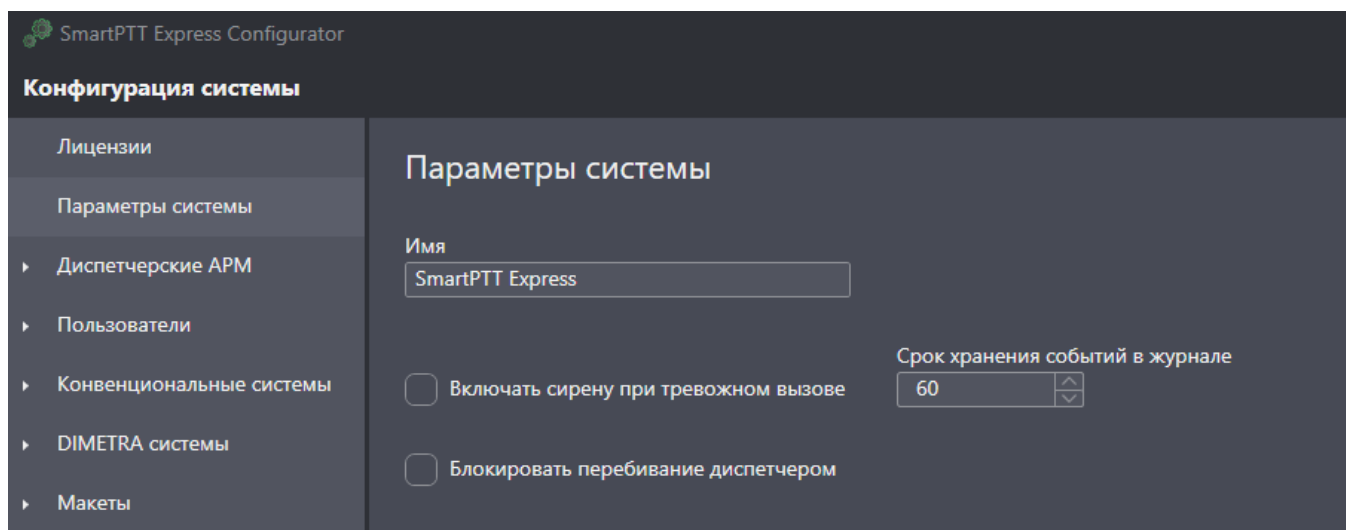 SmartPTT Express Configurator
Конфигурация системы
Лицензии
Параметры системы
Диспетчерские АРМ
Пользователи
Конвенциональные системы
DIMETRA системы
Макеты
Параметры системы
Имя
SmartPTT Express
Срок хранения событий в журнале
Включать сирену при тревожном вызове
60
Блокировать перебивание диспетчером